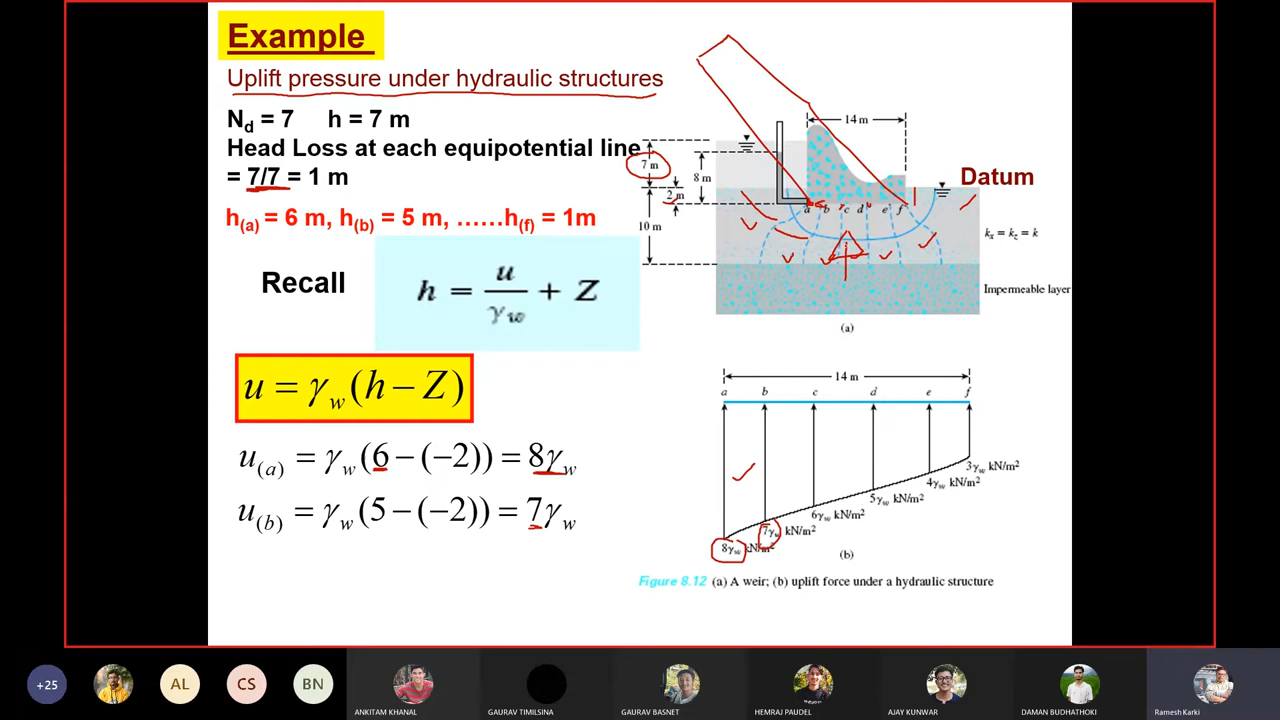 Example
Uplift pressure under hydraulic structures
Nd = 7 h = 7 m
Head Loss at each equipotential line
= 7/7 = 1 m
h(a) = 6 m, h(b) = 5 m, ......h(f) = 1m
Recall
h = u/γw + Z
u = γw(h − Z)
u(a) = γw(6 − (−2)) = 8γw
u(b) = γw(5 − (−2)) = 7γw
14 m
7 m
8 m
2 m
10 m
Datum
a b c d e f
kx = kz = k
Impermeable layer
(a)
14 m
a b c d e f
3γw kN/m²
4γw kN/m²
5γw kN/m²
6γw kN/m²
7γw kN/m²
8γw kN/m²
(b)
Figure 8.12 (a) A weir; (b) uplift force under a hydraulic structure
+25
AL
CS
BN
ANKITAM KHANAL
GAURAV TIMILSINA
GAURAV BASNET
HEMRAJ PAUDEL
AJAY KUNWAR
DAMAN BUDHATHOKI
Ramesh Karki